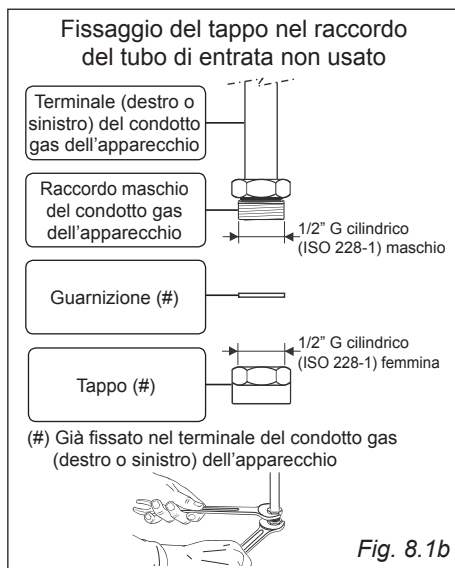 Fissaggio del tappo nel raccordo
del tubo di entrata non usato
Terminale (destro o
sinistro) del condotto
gas dell'apparecchio
Raccordo maschio
del condotto gas
dell'apparecchio
1/2" G cilindrico
(ISO 228-1) maschio
Guarnizione (#)
1/2" G cilindrico
(ISO 228-1) femmina
Tappo (#)
(#) Già fissato nel terminale del condotto gas
(destro o sinistro) dell'apparecchio
Fig. 8.1b